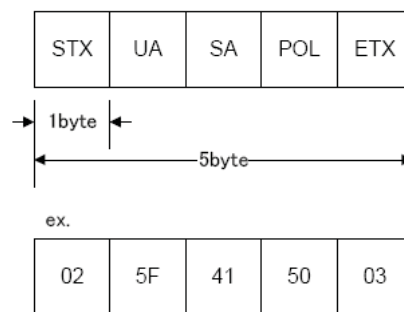 STX UA SA POL ETX
1byte
5byte
ex.
02 5F 41 50 03